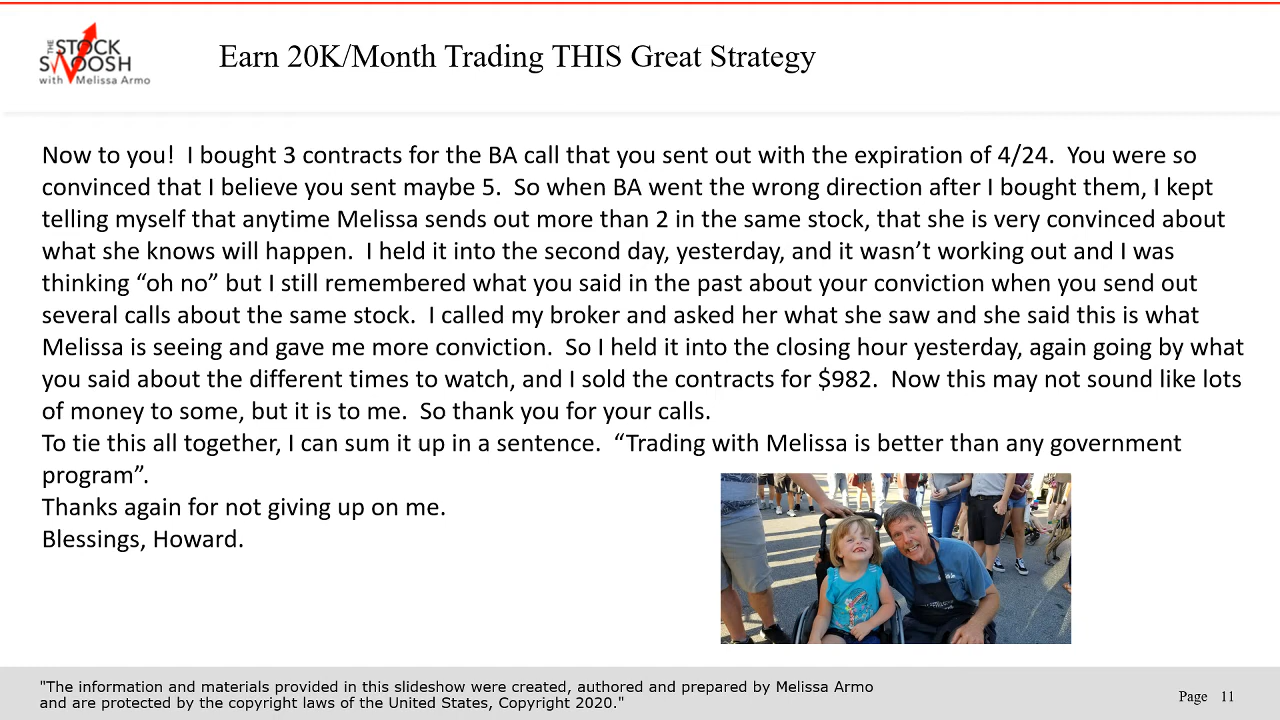 THE
STOCK
SWOOSH
with Melissa Armo
Earn 20K/Month Trading THIS Great Strategy
Now to you!  I bought 3 contracts for the BA call that you sent out with the expiration of 4/24.  You were so
convinced that I believe you sent maybe 5.  So when BA went the wrong direction after I bought them, I kept
telling myself that anytime Melissa sends out more than 2 in the same stock, that she is very convinced about
what she knows will happen.  I held it into the second day, yesterday, and it wasn’t working out and I was
thinking “oh no” but I still remembered what you said in the past about your conviction when you send out
several calls about the same stock.  I called my broker and asked her what she saw and she said this is what
Melissa is seeing and gave me more conviction.  So I held it into the closing hour yesterday, again going by what
you said about the different times to watch, and I sold the contracts for $982.  Now this may not sound like lots
of money to some, but it is to me.  So thank you for your calls.
To tie this all together, I can sum it up in a sentence.  “Trading with Melissa is better than any government
program”.
Thanks again for not giving up on me.
Blessings, Howard.
"The information and materials provided in this slideshow were created, authored and prepared by Melissa Armo
and are protected by the copyright laws of the United States, Copyright 2020."
Page 11